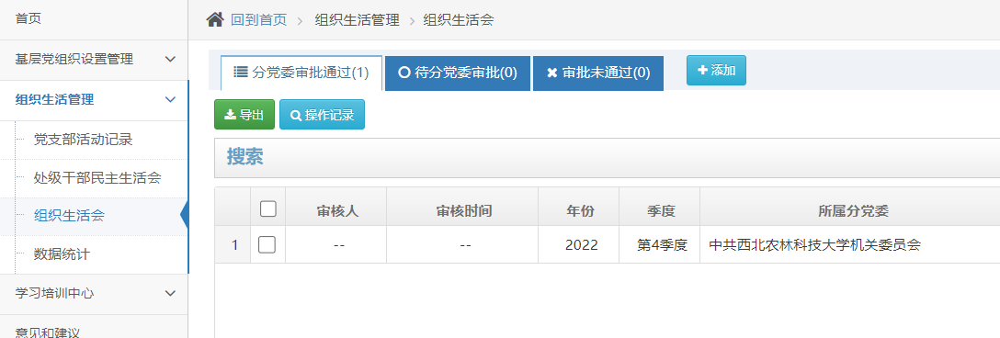 首页
基层党组织设置管理
组织生活管理
党支部活动记录
处级干部民主生活会
组织生活会
数据统计
学习培训中心
意见和建议
回到首页 > 组织生活管理 > 组织生活会
分党委审批通过(1) 待分党委审批(0) 审批未通过(0) 添加
导出 操作记录
搜索
审核人 审核时间 年份 季度 所属分党委
1 -- -- 2022 第4季度 中共西北农林科技大学机关委员会